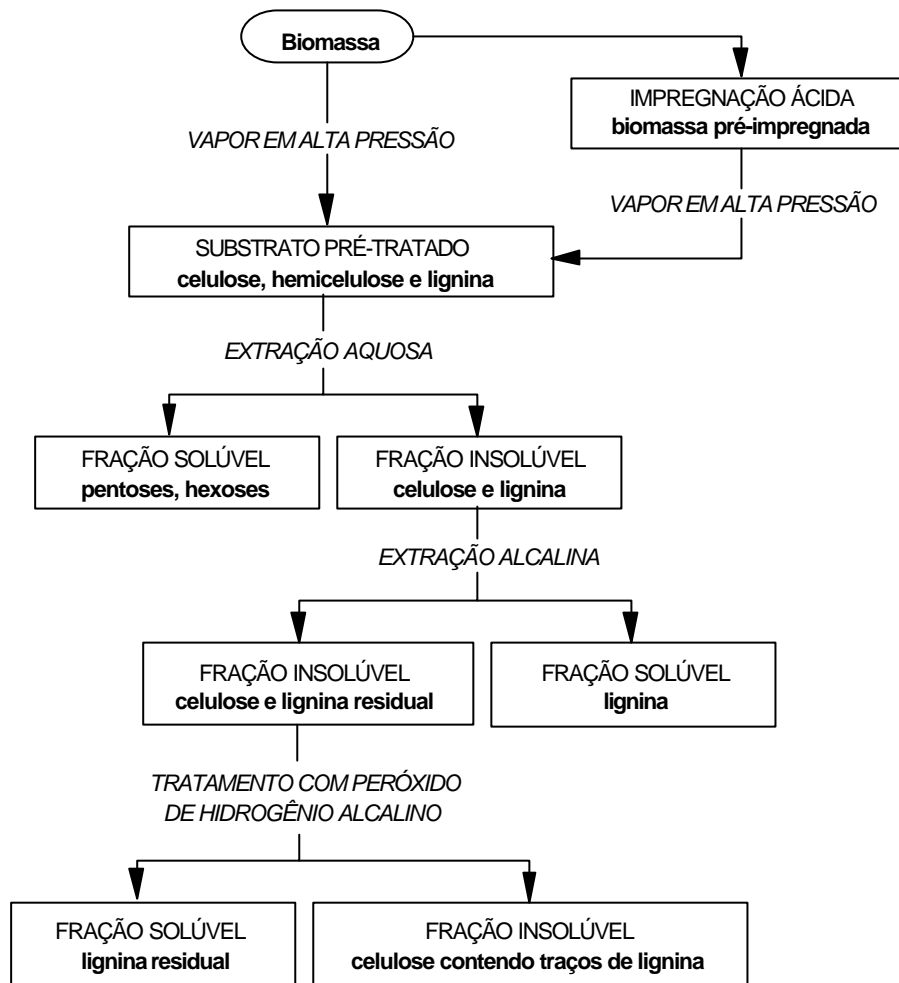 Biomassa
IMPREGNAÇÃO ÁCIDA
biomassa pré-impregnada
VAPOR EM ALTA PRESSÃO
VAPOR EM ALTA PRESSÃO
SUBSTRATO PRÉ-TRATADO
celulose, hemicelulose e lignina
EXTRAÇÃO AQUOSA
FRAÇÃO SOLÚVEL
pentoses, hexoses
FRAÇÃO INSOLÚVEL
celulose e lignina
EXTRAÇÃO ALCALINA
FRAÇÃO INSOLÚVEL
celulose e lignina residual
FRAÇÃO SOLÚVEL
lignina
TRATAMENTO COM PERÓXIDO
DE HIDROGÊNIO ALCALINO
FRAÇÃO SOLÚVEL
lignina residual
FRAÇÃO INSOLÚVEL
celulose contendo traços de lignina